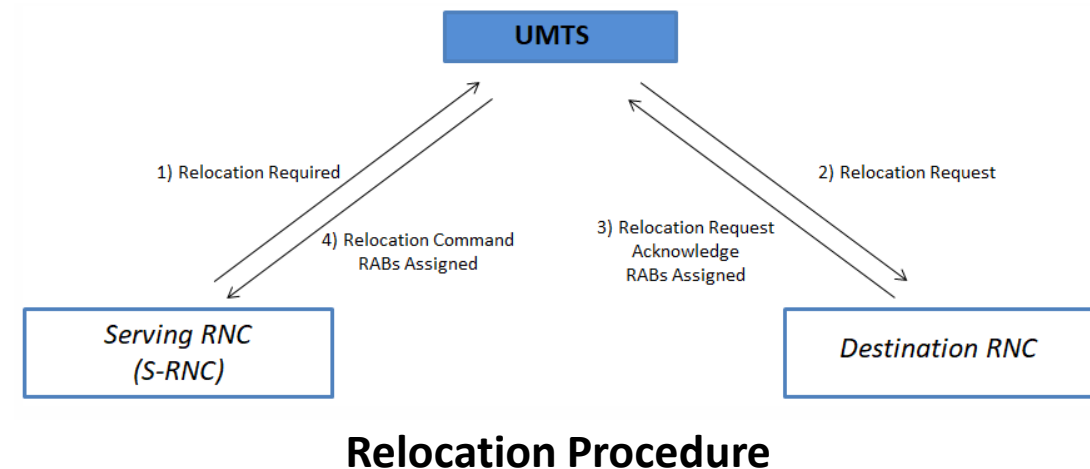 UMTS
1) Relocation Required
2) Relocation Request
4) Relocation Command
RABs Assigned
3) Relocation Request
Acknowledge
RABs Assigned
Serving RNC
(S-RNC)
Destination RNC
Relocation Procedure